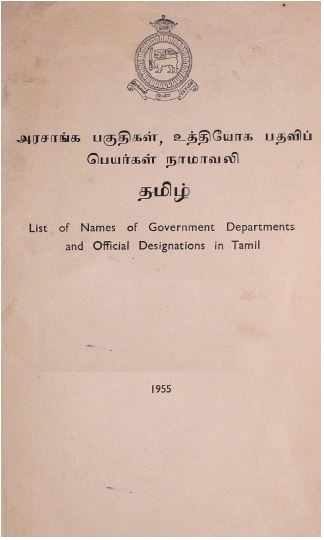 அரசாங்க பகுதிகள், உத்தியோக பதவிப்
பெயர்கள் நாமாவலி
தமிழ்
List of Names of Government Departments
and Official Designations in Tamil
1955